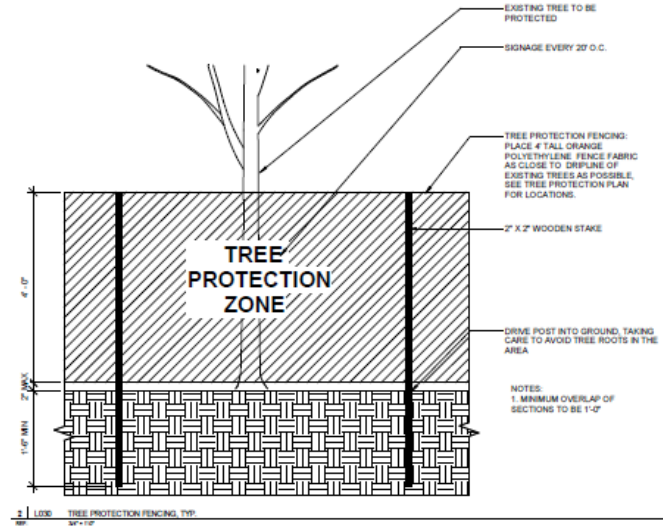 EXISTING TREE TO BE
PROTECTED
SIGNAGE EVERY 20' O.C.
TREE PROTECTION FENCING:
PLACE 4' TALL ORANGE
POLYETHYLENE FENCE FABRIC
AS CLOSE TO DRIPLINE OF
EXISTING TREES AS POSSIBLE,
SEE TREE PROTECTION PLAN
FOR LOCATIONS.
2" X 2" WOODEN STAKE
TREE
PROTECTION
ZONE
4' - 0"
2" MAX
1'-6" MIN
DRIVE POST INTO GROUND, TAKING
CARE TO AVOID TREE ROOTS IN THE
AREA
NOTES:
1. MINIMUM OVERLAP OF
SECTIONS TO BE 1'-0"
2 L030 TREE PROTECTION FENCING, TYP.
3/4" = 1'-0"